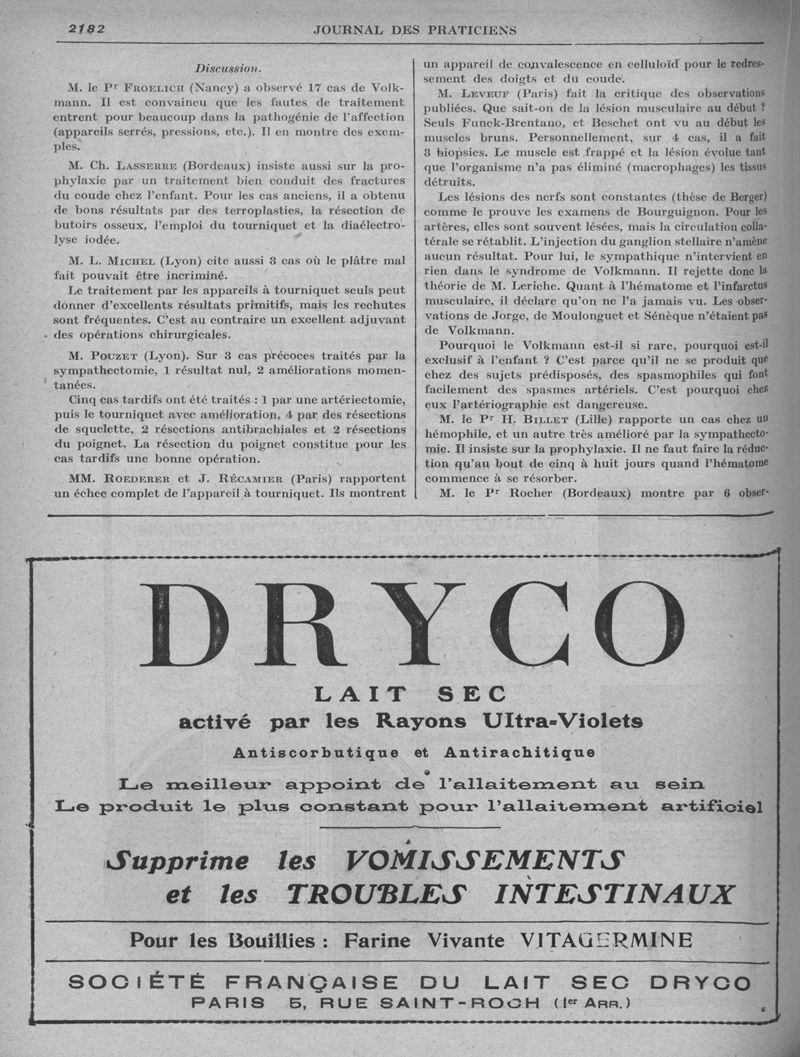 2182
JOURNAL DES PRATICIENS
Discussion.
M. le Pr FROELICH (Nancy) a observé 17 cas de Volk-
mann. Il est convaincu que les fautes de traitement
entrent pour beaucoup dans la pathogénie de l'affection
(appareils serrés, pressions, etc.). Il en montre des exem-
ples.
M. Ch. LASSERRE (Bordeaux) insiste aussi sur la pro-
phylaxie par un traitement bien conduit des fractures
du coude chez l'enfant. Pour les cas anciens, il a obtenu
de bons résultats par des terroplasties, la résection de
butoirs osseux, l'emploi du tourniquet et la diaélectro-
lyse iodée.
M. L. MICHEL (Lyon) cite aussi 3 cas où le plâtre mal
fait pouvait être incriminé.
Le traitement par les appareils à tourniquet seuls peut
donner d'excellents résultats primitifs, mais les rechutes
sont fréquentes. C'est au contraire un excellent adjuvant
des opérations chirurgicales.
M. POUZET (Lyon). Sur 3 cas précoces traités par la
sympathectomie, 1 résultat nul, 2 améliorations momen-
tanées.
Cinq cas tardifs ont été traités : 1 par une artériectomie,
puis le tourniquet avec amélioration, 4 par des résections
de squelette, 2 résections antibrachiales et 2 résections
du poignet. La résection du poignet constitue pour les
cas tardifs une bonne opération.
MM. ROEDERER et J. RÉCAMIER (Paris) rapportent
un échec complet de l'appareil à tourniquet. Ils montrent
un appareil de convalescence en celluloïd pour le redres-
sement des doigts et du coude.
M. LEVEUF (Paris) fait la critique des observations
publiées. Que sait-on de la lésion musculaire au début ?
Seuls Funck-Brentano, et Beschet ont vu au début les
muscles bruns. Personnellement, sur 4 cas, il a fait
3 biopsies. Le muscle est frappé et la lésion évolue tant
que l'organisme n'a pas éliminé (macrophages) les tissus
détruits.
Les lésions des nerfs sont constantes (thèse de Berger)
comme le prouve les examens de Bourguignon. Pour les
artères, elles sont souvent lésées, mais la circulation colla-
térale se rétablit. L'injection du ganglion stellaire n'amène
aucun résultat. Pour lui, le sympathique n'intervient en
rien dans le syndrome de Volkmann. Il rejette donc la
théorie de M. Leriche. Quant à l'hématome et l'infarctus
musculaire, il déclare qu'on ne l'a jamais vu. Les obser-
vations de Jorge, de Moulonguet et Sénèque n'étaient pas
de Volkmann.
Pourquoi le Volkmann est-il si rare, pourquoi est-il
exclusif à l'enfant ? C'est parce qu'il ne se produit que
chez des sujets prédisposés, des spasmophiles qui font
facilement des spasmes artériels. C'est pourquoi chez
eux l'artériographie est dangereuse.
M. le Pr H. BILLET (Lille) rapporte un cas chez un
hémophile, et un autre très amélioré par la sympathecto-
mie. Il insiste sur la prophylaxie. Il ne faut faire la réduc-
tion qu'au bout de cinq à huit jours quand l'hématome
commence à se résorber.
M. le Pr Rocher (Bordeaux) montre par 6 obser-
DRYCO
LAIT SEC
activé par les Rayons Ultra-Violets
Antiscorbutique et Antirachitique
Le meilleur appoint de l'allaitement au sein
Le produit le plus constant pour l'allaitement artificiel
Supprime les VOMISSEMENTS
et les TROUBLES INTESTINAUX
Pour les Bouillies : Farine Vivante VITAGERMINE
SOCIÉTÉ FRANÇAISE DU LAIT SEC DRYCO
PARIS 5, RUE SAINT-ROCH (1er ARR.)